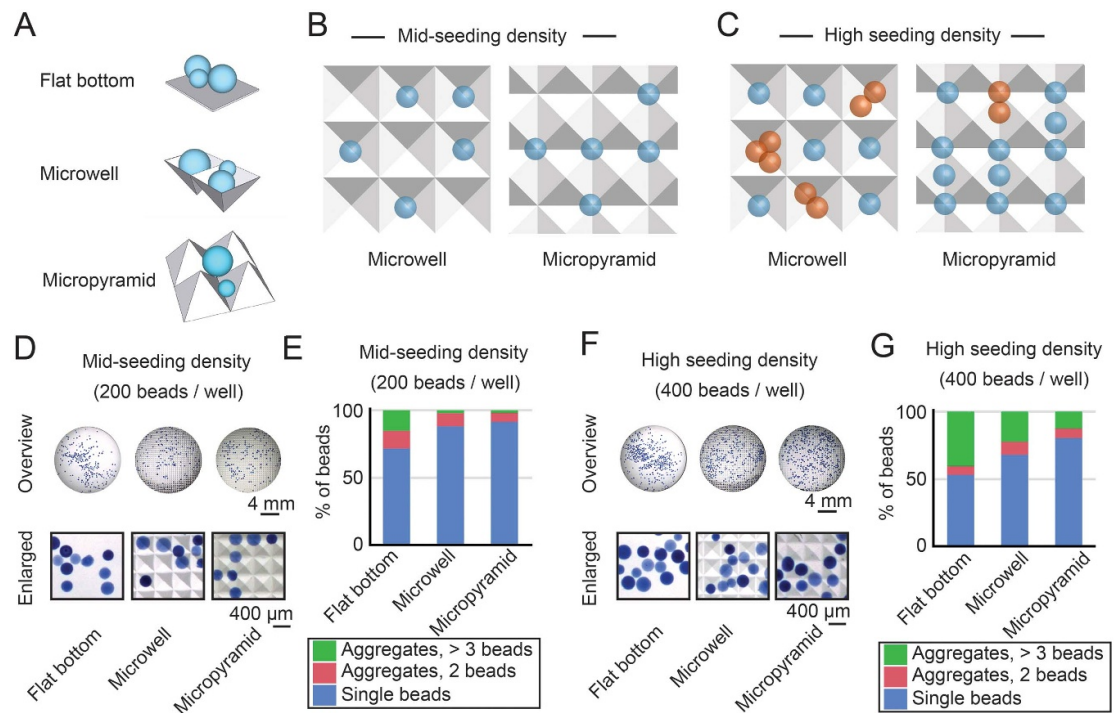 A
Flat bottom
Microwell
Micropyramid
B
Mid-seeding density
Microwell
Micropyramid
C
High seeding density
Microwell
Micropyramid
D
Mid-seeding density
(200 beads / well)
Overview
4 mm
Enlarged
400 µm
Flat bottom
Microwell
Micropyramid
E
Mid-seeding density
(200 beads / well)
% of beads
100
50
0
Flat bottom
Microwell
Micropyramid
Aggregates, > 3 beads
Aggregates, 2 beads
Single beads
F
High seeding density
(400 beads / well)
Overview
4 mm
Enlarged
400 µm
Flat bottom
Microwell
Micropyramid
G
High seeding density
(400 beads / well)
% of beads
100
50
0
Flat bottom
Microwell
Micropyramid
Aggregates, > 3 beads
Aggregates, 2 beads
Single beads